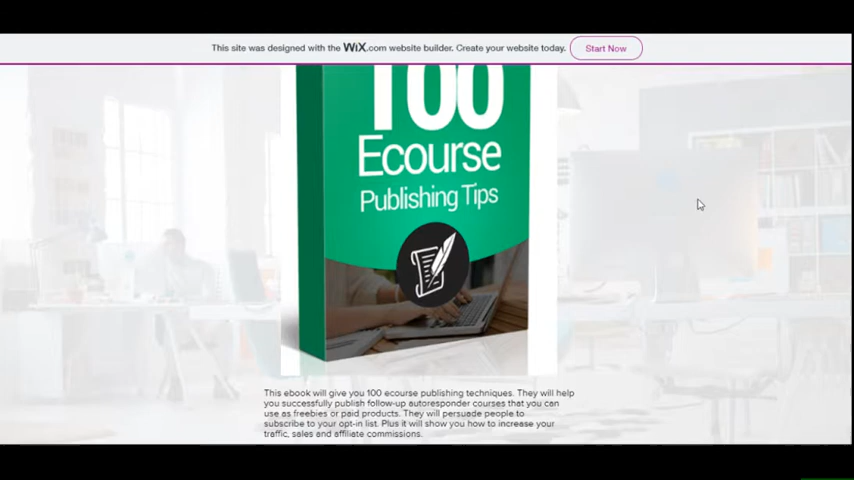 This site was designed with the WiX.com website builder. Create your website today. Start Now
100
Ecourse
Publishing Tips
This ebook will give you 100 ecourse publishing techniques. They will help
you successfully publish follow-up autoresponder courses that you can
use as freebies or paid products. They will persuade people to
subscribe to your opt-in list. Plus it will show you how to increase your
traffic, sales and affiliate commissions.